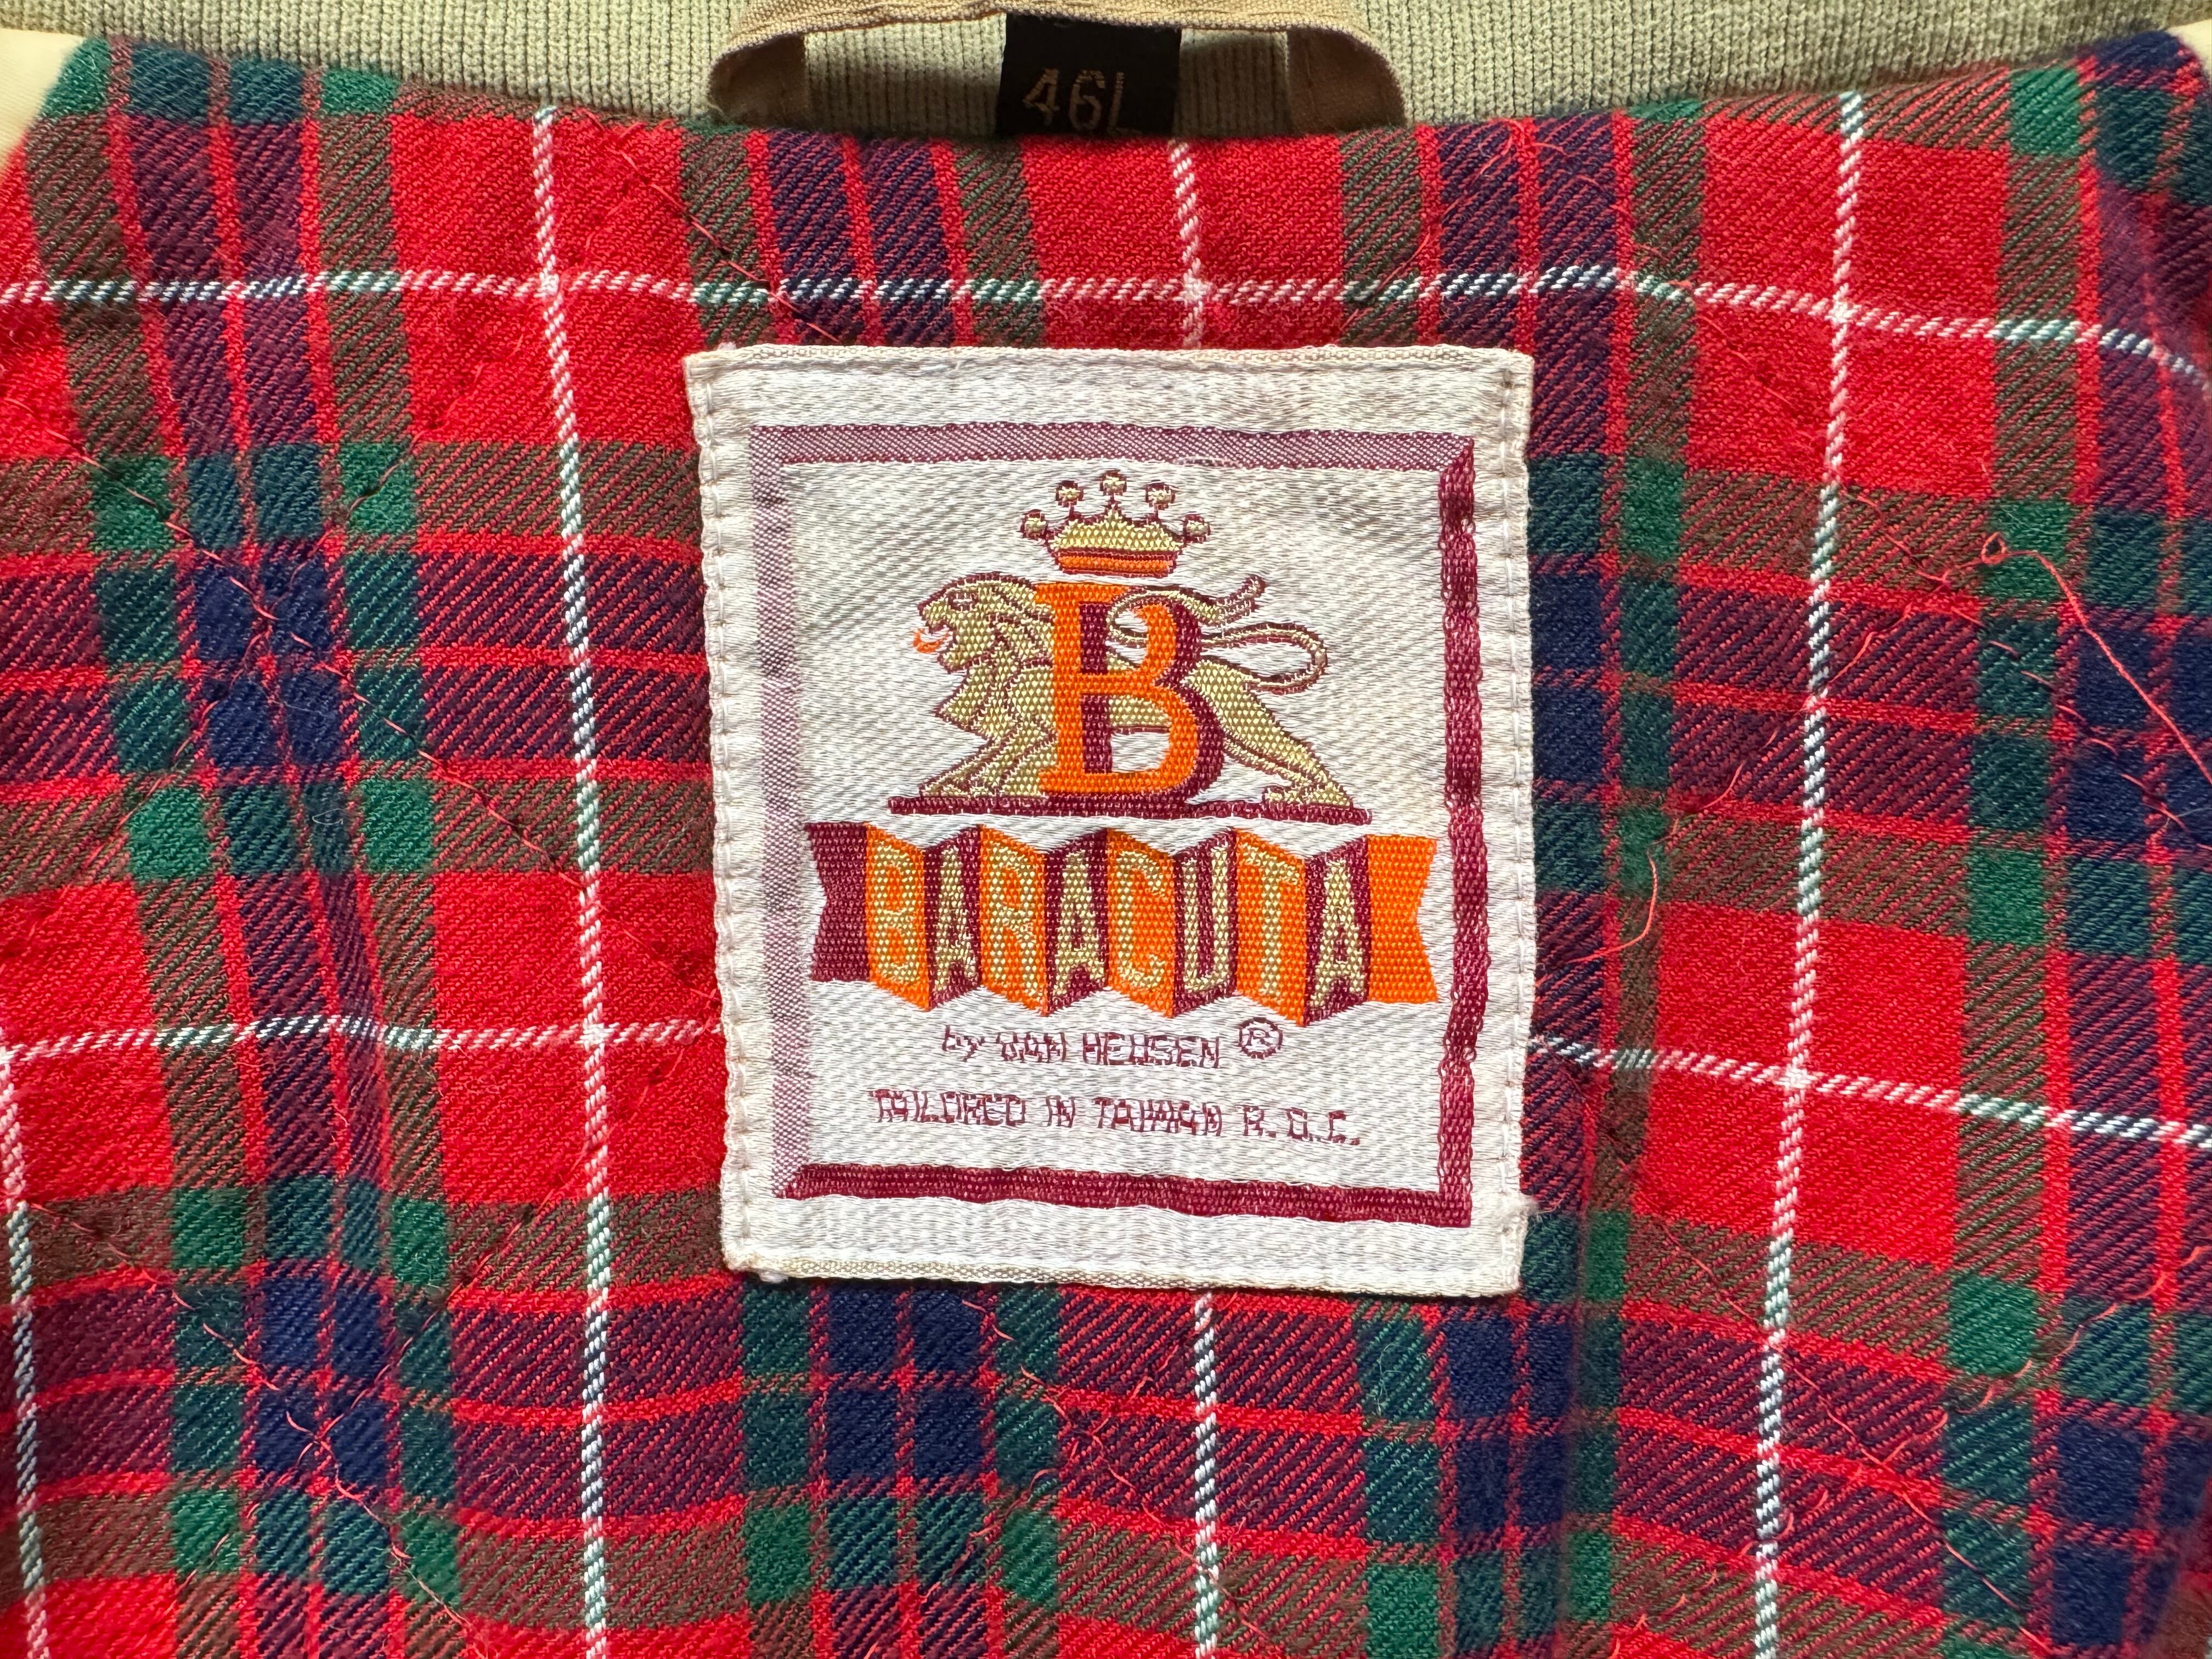 46L
B
BARACUTA
by VAN HEUSEN ®
TAILORED IN TAIWAN R.O.C.